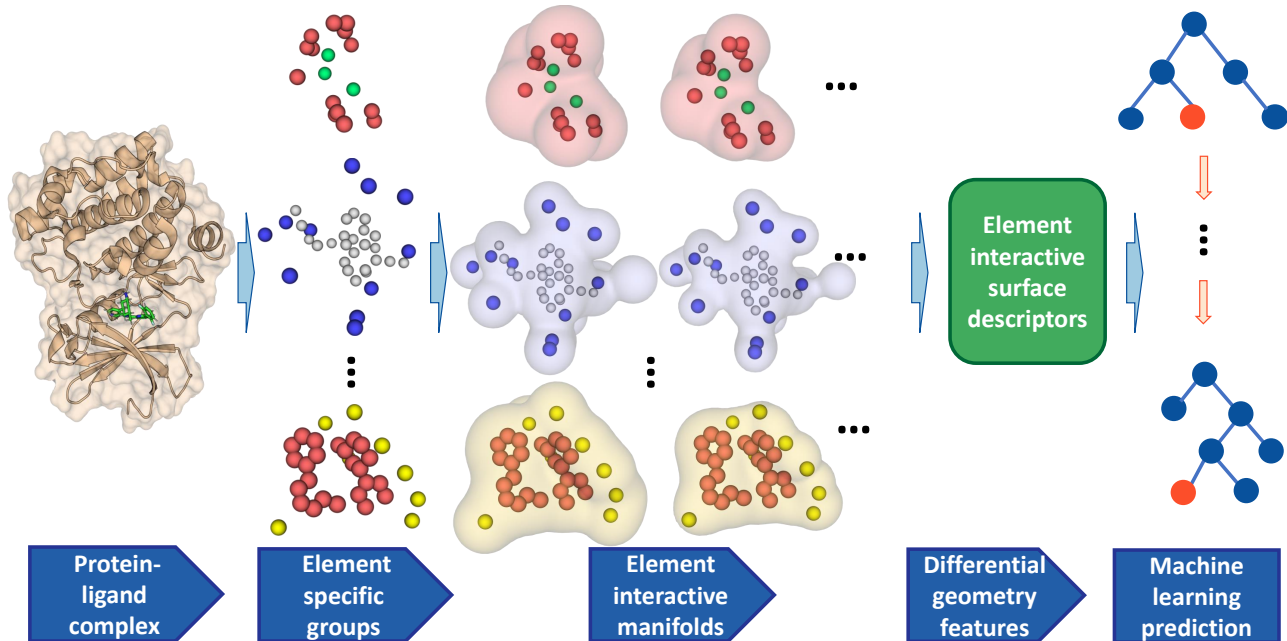 Element
interactive
surface
descriptors
Protein-
ligand
complex
Element
specific
groups
Element
interactive
manifolds
Differential
geometry
features
Machine
learning
prediction